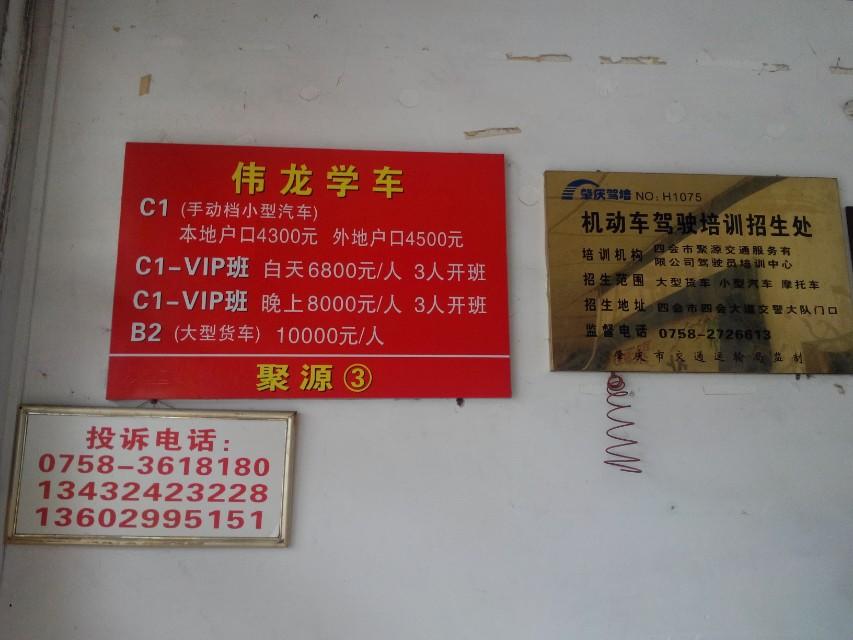 伟龙学车
C1 (手动档小型汽车)
本地户口4300元 外地户口4500元
C1-VIP班 白天6800元/人 3人开班
C1-VIP班 晚上8000元/人 3人开班
B2 (大型货车) 10000元/人
聚源③
肇庆驾培 NO:H1075
机动车驾驶培训招生处
培训机构 四会市聚源交通服务有
限公司驾驶员培训中心
招生范围 大型货车 小型汽车 摩托车
招生地址 四会市四会大道交警大队门口
监督电话 0758-2726613
肇庆市交通运输局监制
投诉电话:
0758-3618180
13432423228
13602995151